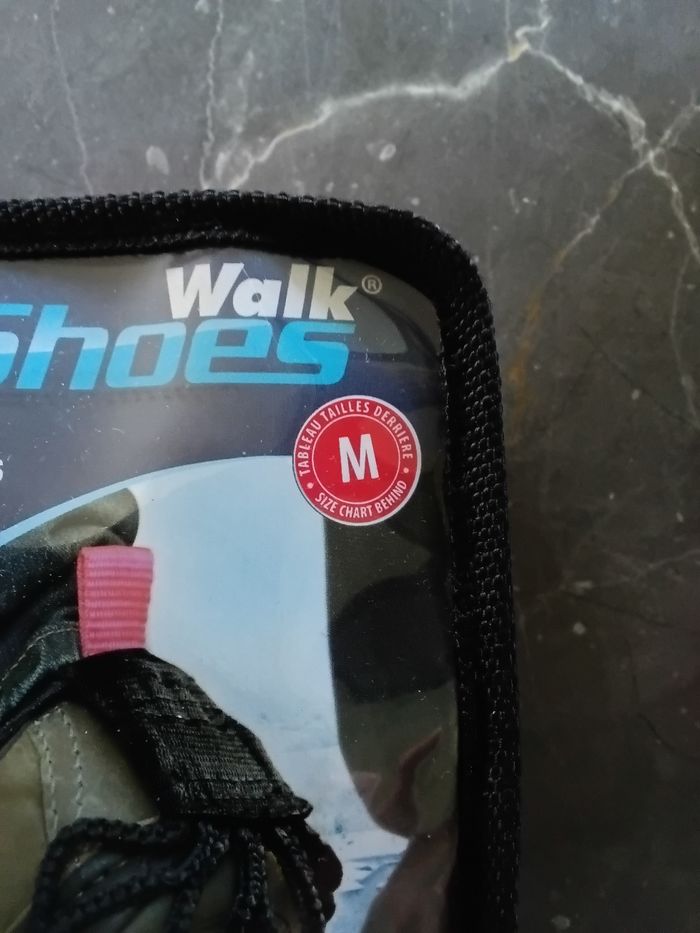 Walk®
Shoes
TABLEAU TAILLES DERRIERE
M
• SIZE CHART BEHIND •